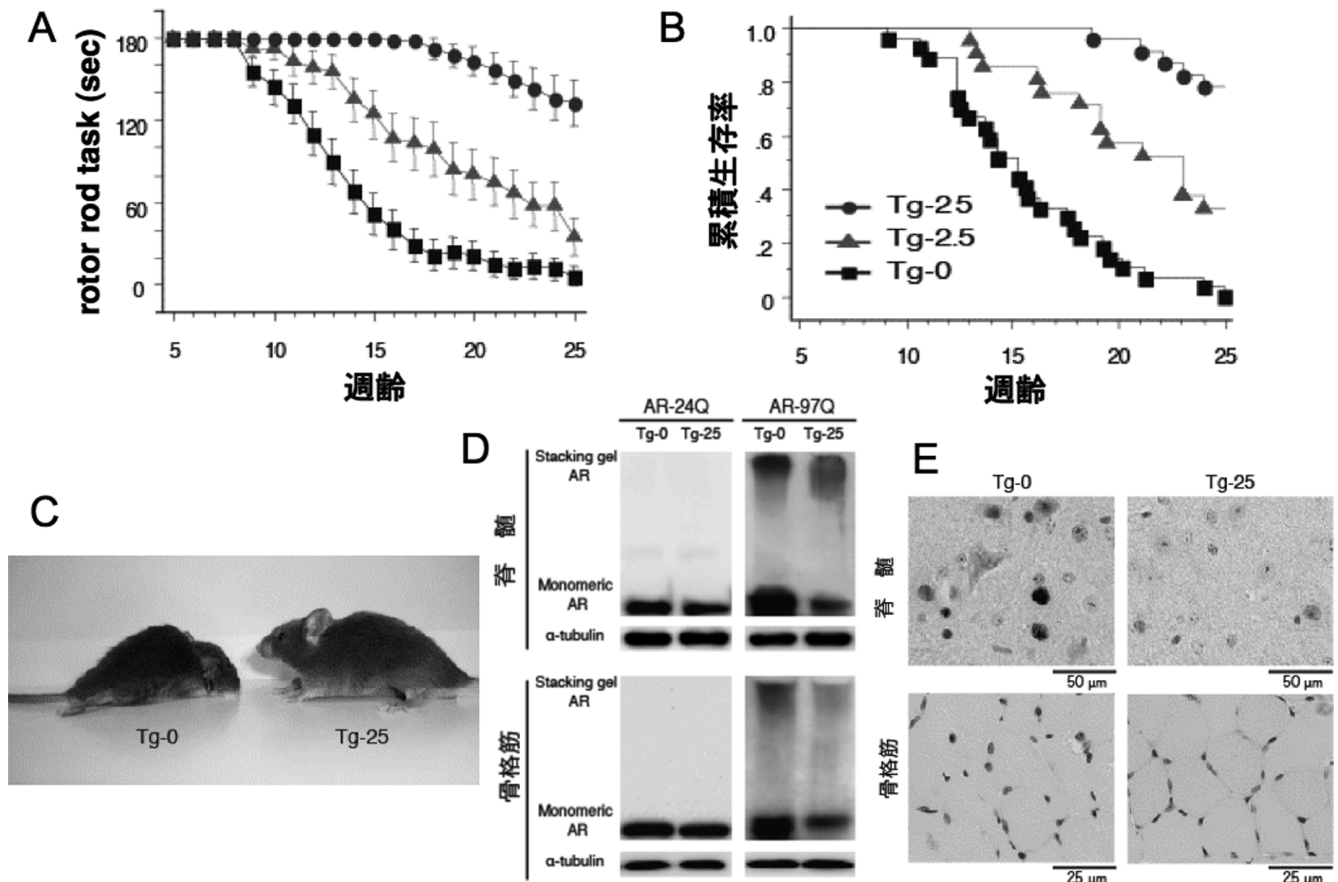 A
rotor rod task (sec)
180
120
60
0
5 10 15 20 25
週齢
B
累積生存率
1.0
.8
.6
.4
.2
0
Tg-25
Tg-2.5
Tg-0
5 10 15 20 25
週齢
C
Tg-0 Tg-25
D
AR-24Q AR-97Q
Tg-0 Tg-25 Tg-0 Tg-25
脊髄
Stacking gel
AR
Monomeric
AR
α-tubulin
骨格筋
Stacking gel
AR
Monomeric
AR
α-tubulin
E
Tg-0 Tg-25
脊髄
50 μm 50 μm
骨格筋
25 μm 25 μm